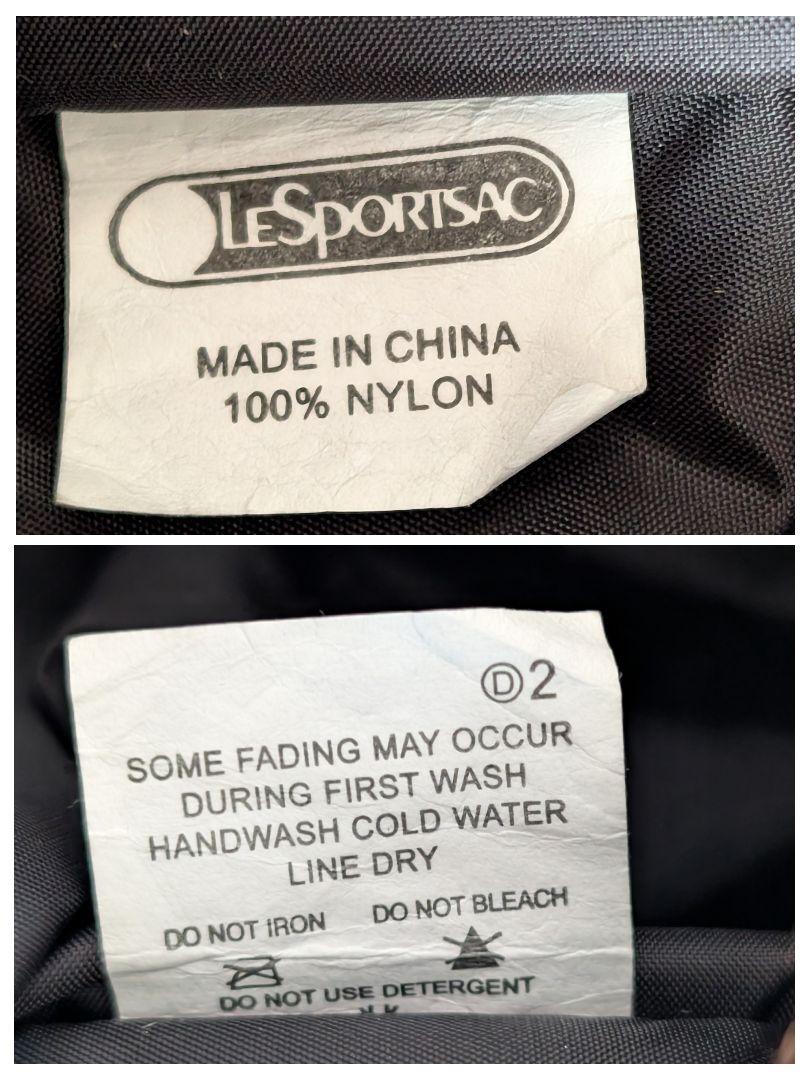 LESPORTSAC
MADE IN CHINA
100% NYLON
Ⓓ2
SOME FADING MAY OCCUR
DURING FIRST WASH
HANDWASH COLD WATER
LINE DRY
DO NOT IRON DO NOT BLEACH
DO NOT USE DETERGENT